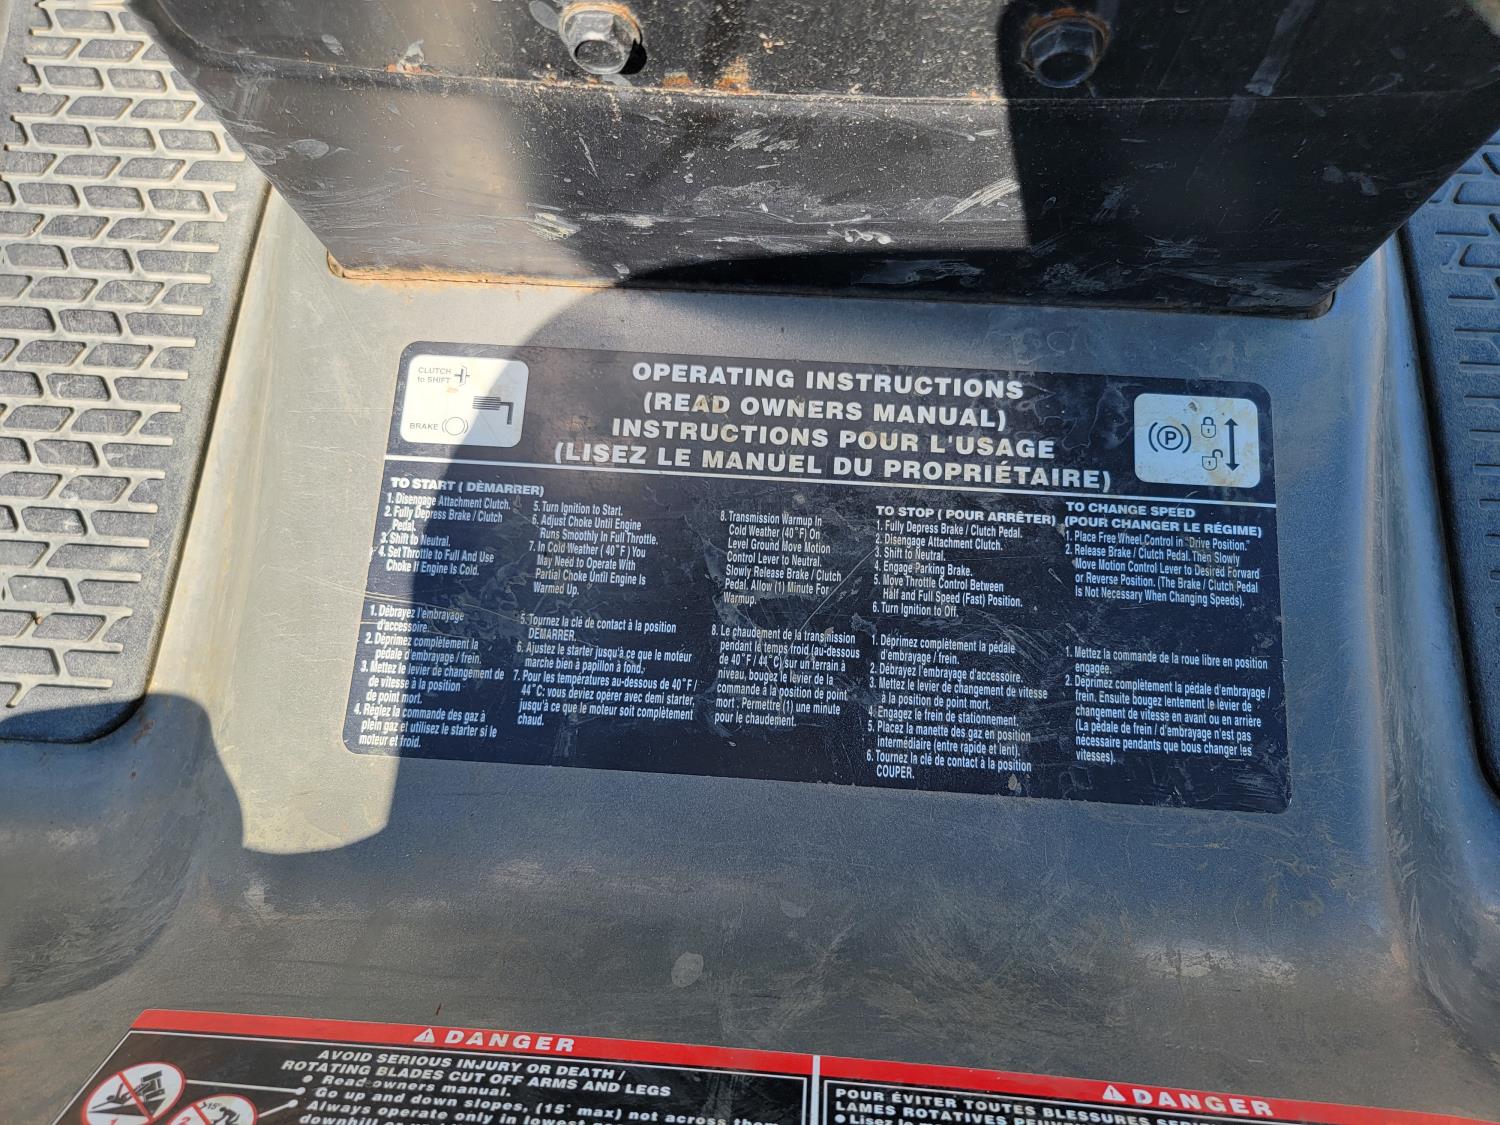 CLUTCH
to SHIFT
BRAKE
OPERATING INSTRUCTIONS
(READ OWNERS MANUAL)
INSTRUCTIONS POUR L'USAGE
(LISEZ LE MANUEL DU PROPRIÉTAIRE)
P
TO START ( DÈMARRER)
1. Disengage Attachment Clutch.
2. Fully Depress Brake / Clutch
Pedal.
3. Shift to Neutral.
4. Set Throttle to Full And Use
Choke If Engine Is Cold.
5. Turn Ignition to Start.
6. Adjust Choke Until Engine
Runs Smoothly In Full Throttle.
7. In Cold Weather ( 40°F ) You
May Need to Operate With
Partial Choke Until Engine Is
Warmed Up.
8. Transmission Warmup In
Cold Weather (40°F) On
Level Ground Move Motion
Control Lever to Neutral.
Slowly Release Brake / Clutch
Pedal. Allow (1) Minute For
Warmup.
TO STOP ( POUR ARRÊTER)
1. Fully Depress Brake / Clutch Pedal.
2. Disengage Attachment Clutch.
3. Shift to Neutral.
4. Engage Parking Brake.
5. Move Throttle Control Between
Half and Full Speed (Fast) Position.
6. Turn Ignition to Off.
TO CHANGE SPEED
(POUR CHANGER LE RÉGIME)
1. Place Free Wheel Control in "Drive Position."
2. Release Brake / Clutch Pedal. Then Slowly
Move Motion Control Lever to Desired Forward
or Reverse Position. (The Brake / Clutch Pedal
Is Not Necessary When Changing Speeds).
1. Débrayez l'embrayage
d'accessoire.
2. Déprimez complètement la
pédale d'embrayage / frein.
3. Mettez le levier de changement de
de vitesse à la position
de point mort.
4. Réglez la commande des gaz à
plein gaz et utilisez le starter si le
moteur et froid.
5. Tournez la clé de contact à la position
DEMARRER.
6. Ajustez le starter jusqu'à ce que le moteur
marche bien à papillon à fond.
7. Pour les températures au-dessous de 40°F /
44°C: vous deviez opérer avec demi starter,
jusqu'à ce que le moteur soit complètement
chaud.
8. Le chaudement de la transmission
pendant le temps froid (au-dessous
de 40°F / 44°C) sur un terrain à
niveau, bougez le levier de la
commande à la position de point
mort . Permettre (1) une minute
pour le chaudement.
1. Déprimez complètement la pédale
d'embrayage / frein.
2. Débrayez l'embrayage d'accessoire.
3. Mettez le levier de changement de vitesse
à la position de point mort.
4. Engagez le frein de stationnement.
5. Placez la manette des gaz en position
intermédiaire (entre rapide et lent).
6. Tournez la clé de contact à la position
COUPER.
1. Mettez la commande de la roue libre en position
engagée.
2. Déprimez complètement la pédale d'embrayage /
frein. Ensuite bougez lentement le levier de
changement de vitesse en avant ou en arrière
(La pédale de frein / d'embrayage n'est pas
nécessaire pendants que bous changer les
vitesses).
DANGER
AVOID SERIOUS INJURY OR DEATH /
ROTATING BLADES CUT OFF ARMS AND LEGS
• Read owners manual.
• Go up and down slopes, (15° max) not across them
Always operate only in lowest
>15°
DANGER
POUR ÉVITER TOUTES BLESSURES
LAMES ROTATIVES
• Lisez